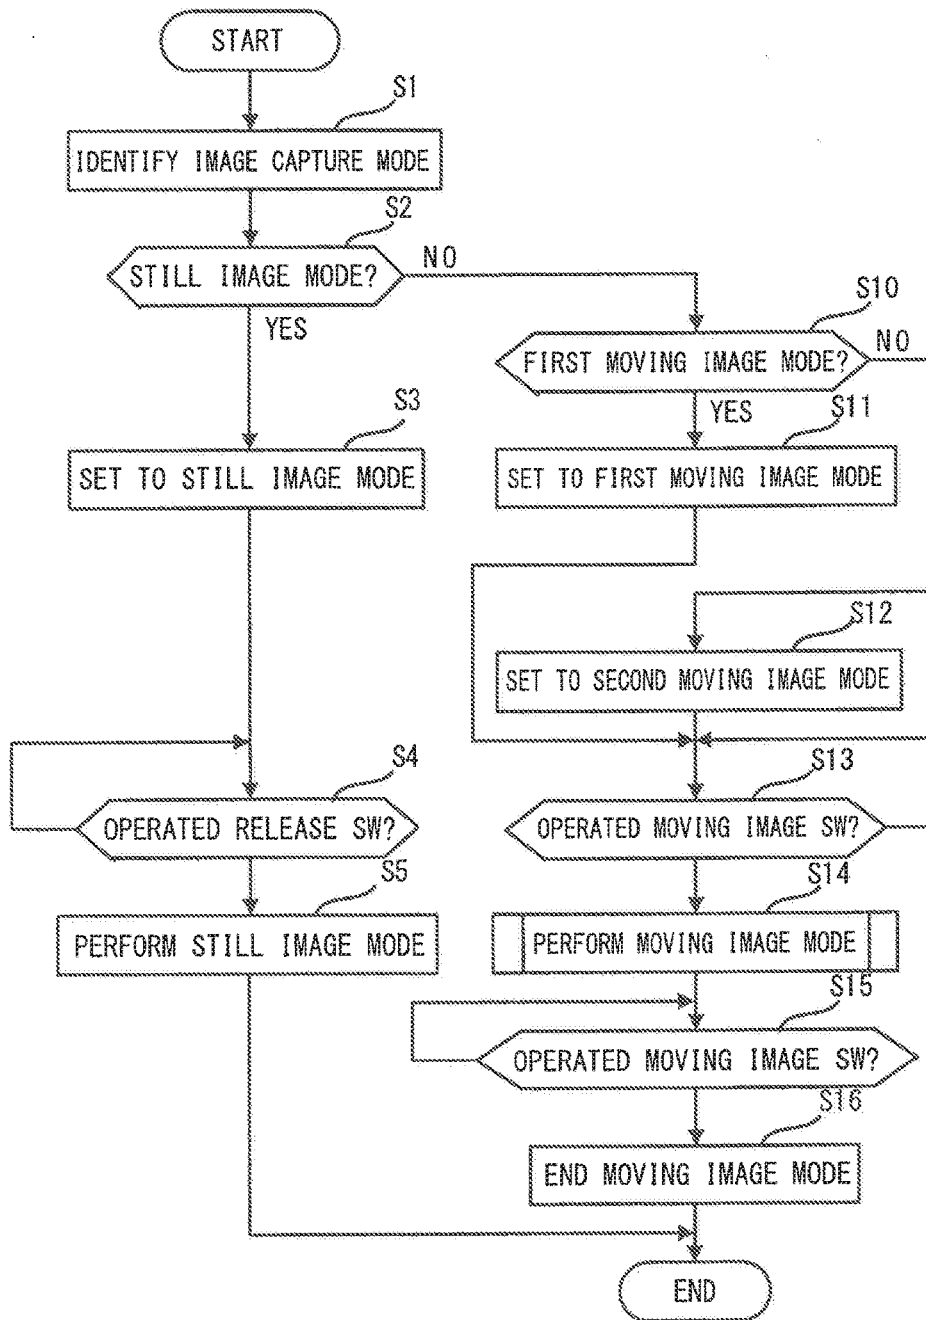 START
S1
IDENTIFY IMAGE CAPTURE MODE
S2
STILL IMAGE MODE?
NO
YES
S10
FIRST MOVING IMAGE MODE?
NO
YES
S3
SET TO STILL IMAGE MODE
S11
SET TO FIRST MOVING IMAGE MODE
S12
SET TO SECOND MOVING IMAGE MODE
S4
OPERATED RELEASE SW?
S13
OPERATED MOVING IMAGE SW?
S5
PERFORM STILL IMAGE MODE
S14
PERFORM MOVING IMAGE MODE
S15
OPERATED MOVING IMAGE SW?
S16
END MOVING IMAGE MODE
END